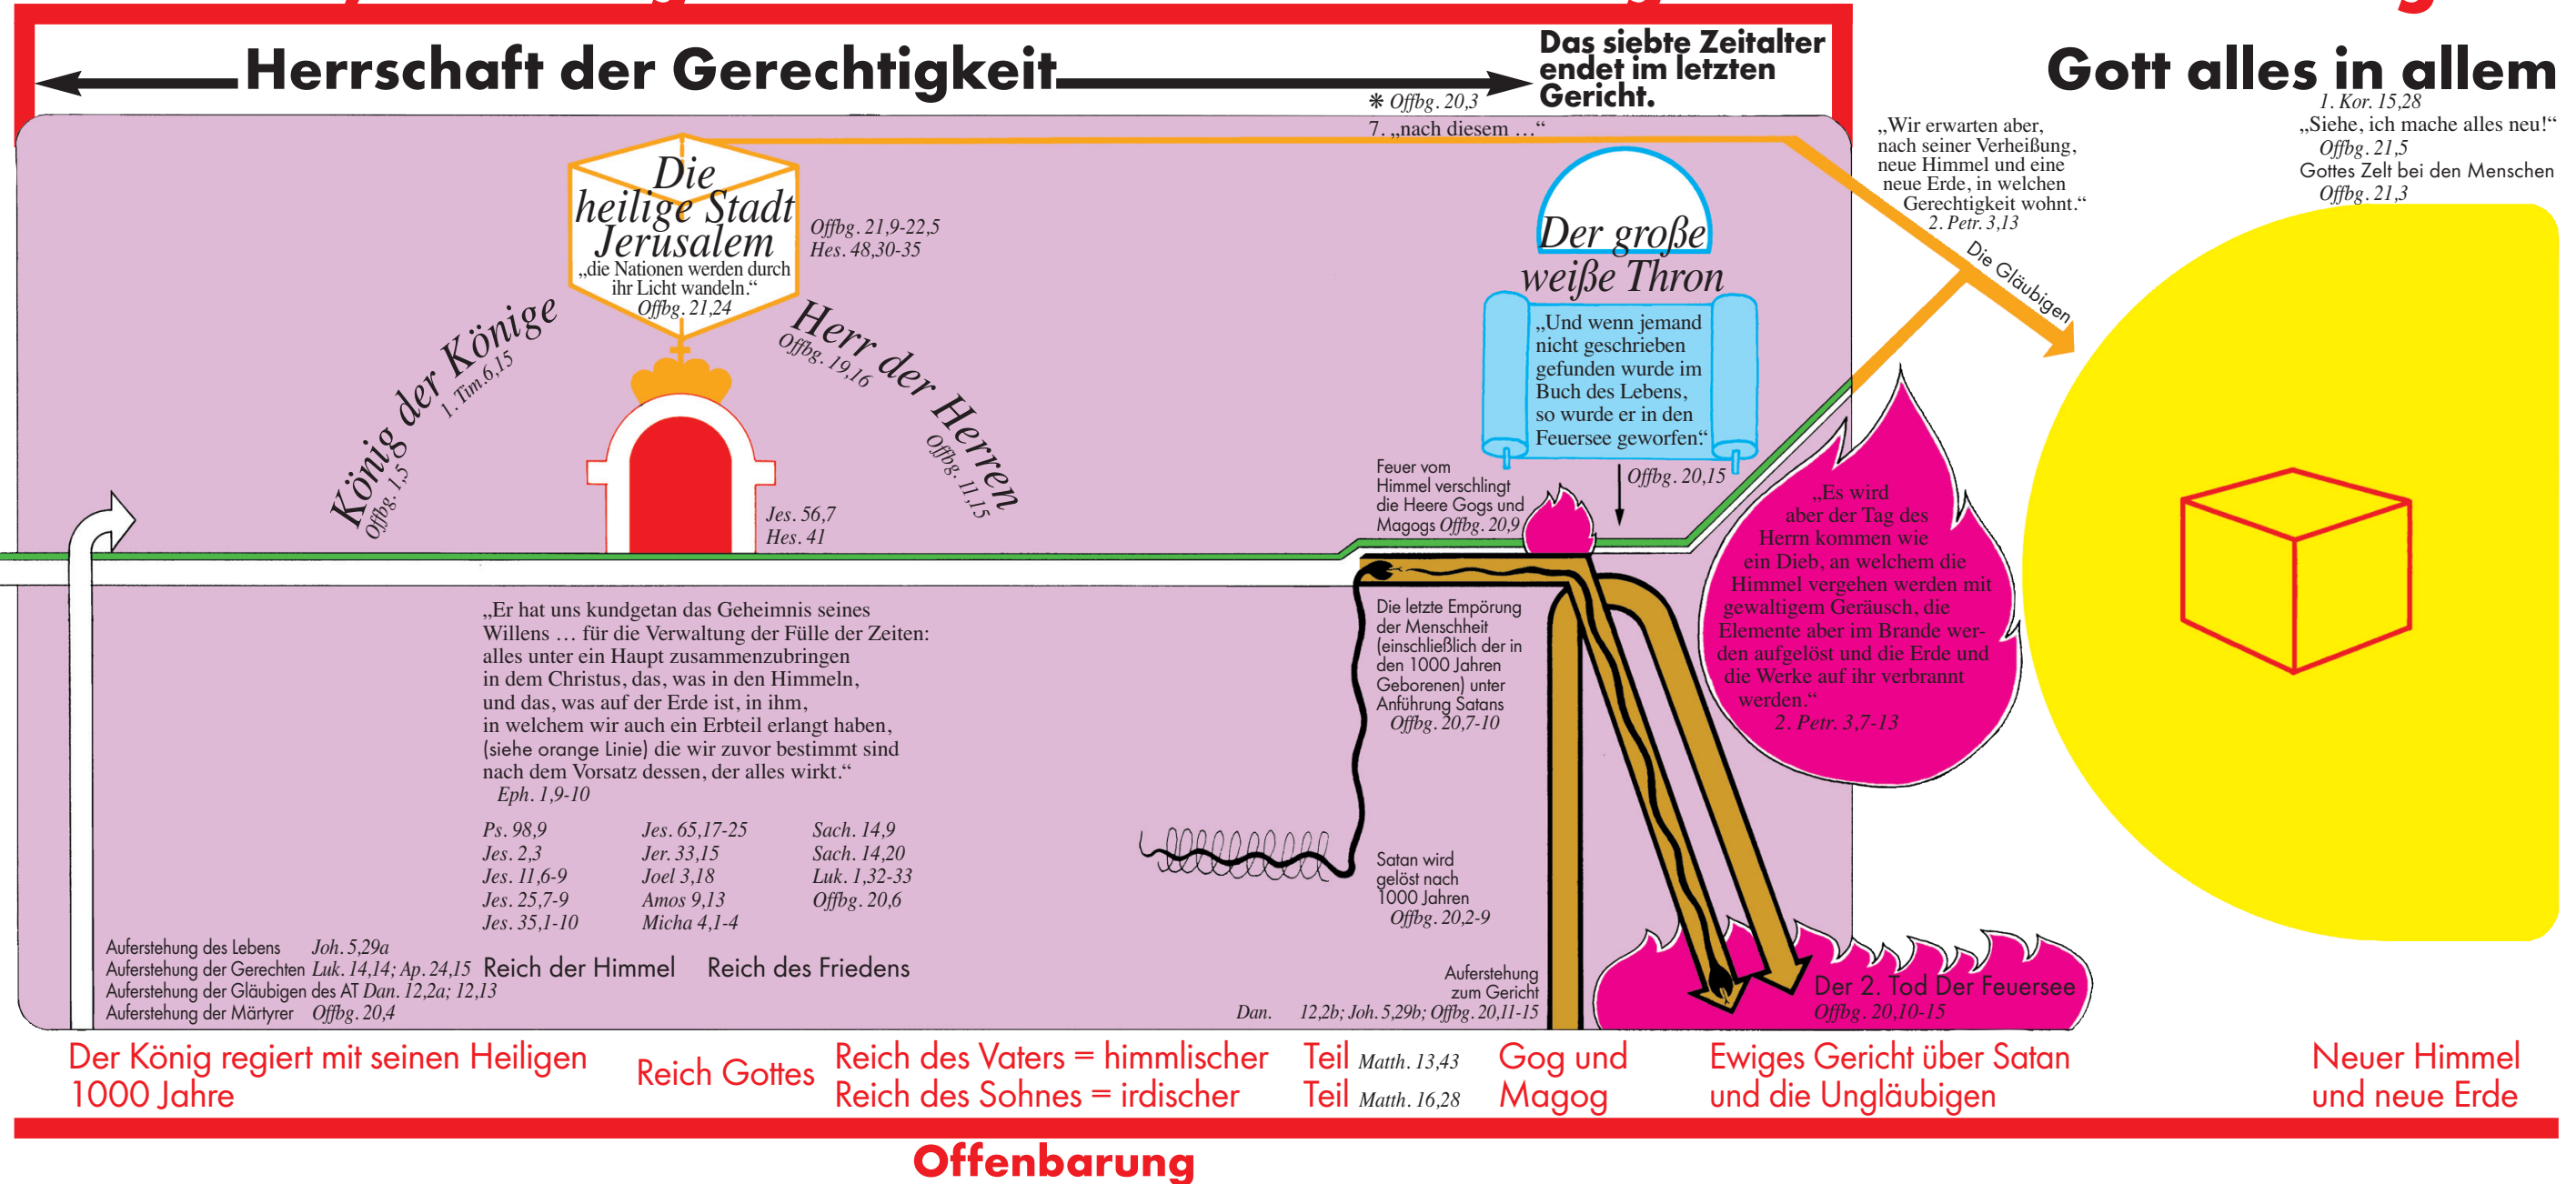 Herrschaft der Gerechtigkeit
Das siebte Zeitalter
endet im letzten
Gericht.
Gott alles in allem
1. Kor. 15,28
„Siehe, ich mache alles neu!“
Offbg. 21,5
Gottes Zelt bei den Menschen
Offbg. 21,3
✻ Offbg. 20,3
7. „nach diesem …“
„Wir erwarten aber,
nach seiner Verheißung,
neue Himmel und eine
neue Erde, in welchen
Gerechtigkeit wohnt.“
2. Petr. 3,13
Die Gläubigen
Die
heilige Stadt
Jerusalem
„die Nationen werden durch
ihr Licht wandeln.“
Offbg. 21,24
Offbg. 21,9-22,5
Hes. 48,30-35
König der Könige
1. Tim.6,15
Offbg. 1,5
Herr der Herren
Offbg. 19,16
Offbg. 11,15
Jes. 56,7
Hes. 41
Der große
weiße Thron
„Und wenn jemand
nicht geschrieben
gefunden wurde im
Buch des Lebens,
so wurde er in den
Feuersee geworfen.“
Offbg. 20,15
Feuer vom
Himmel verschlingt
die Heere Gogs und
Magogs Offbg. 20,9
„Es wird
aber der Tag des
Herrn kommen wie
ein Dieb, an welchem die
Himmel vergehen werden mit
gewaltigem Geräusch, die
Elemente aber im Brande wer-
den aufgelöst und die Erde und
die Werke auf ihr verbrannt
werden.“
2. Petr. 3,7-13
„Er hat uns kundgetan das Geheimnis seines
Willens … für die Verwaltung der Fülle der Zeiten:
alles unter ein Haupt zusammenzubringen
in dem Christus, das, was in den Himmeln,
und das, was auf der Erde ist, in ihm,
in welchem wir auch ein Erbteil erlangt haben,
(siehe orange Linie) die wir zuvor bestimmt sind
nach dem Vorsatz dessen, der alles wirkt.“
Eph. 1,9-10
Ps. 98,9 Jes. 65,17-25 Sach. 14,9
Jes. 2,3 Jer. 33,15 Sach. 14,20
Jes. 11,6-9 Joel 3,18 Luk. 1,32-33
Jes. 25,7-9 Amos 9,13 Offbg. 20,6
Jes. 35,1-10 Micha 4,1-4
Die letzte Empörung
der Menschheit
(einschließlich der in
den 1000 Jahren
Geborenen) unter
Anführung Satans
Offbg. 20,7-10
Satan wird
gelöst nach
1000 Jahren
Offbg. 20,2-9
Auferstehung des Lebens Joh. 5,29a
Auferstehung der Gerechten Luk. 14,14; Ap. 24,15
Auferstehung der Gläubigen des AT Dan. 12,2a; 12,13
Auferstehung der Märtyrer Offbg. 20,4
Reich der Himmel Reich des Friedens
Auferstehung
zum Gericht
Dan. 12,2b; Joh. 5,29b; Offbg. 20,11-15
Der 2. Tod Der Feuersee
Offbg. 20,10-15
Der König regiert mit seinen Heiligen
1000 Jahre
Reich Gottes
Reich des Vaters = himmlischer Teil Matth. 13,43
Reich des Sohnes = irdischer Teil Matth. 16,28
Gog und
Magog
Ewiges Gericht über Satan
und die Ungläubigen
Neuer Himmel
und neue Erde
Offenbarung